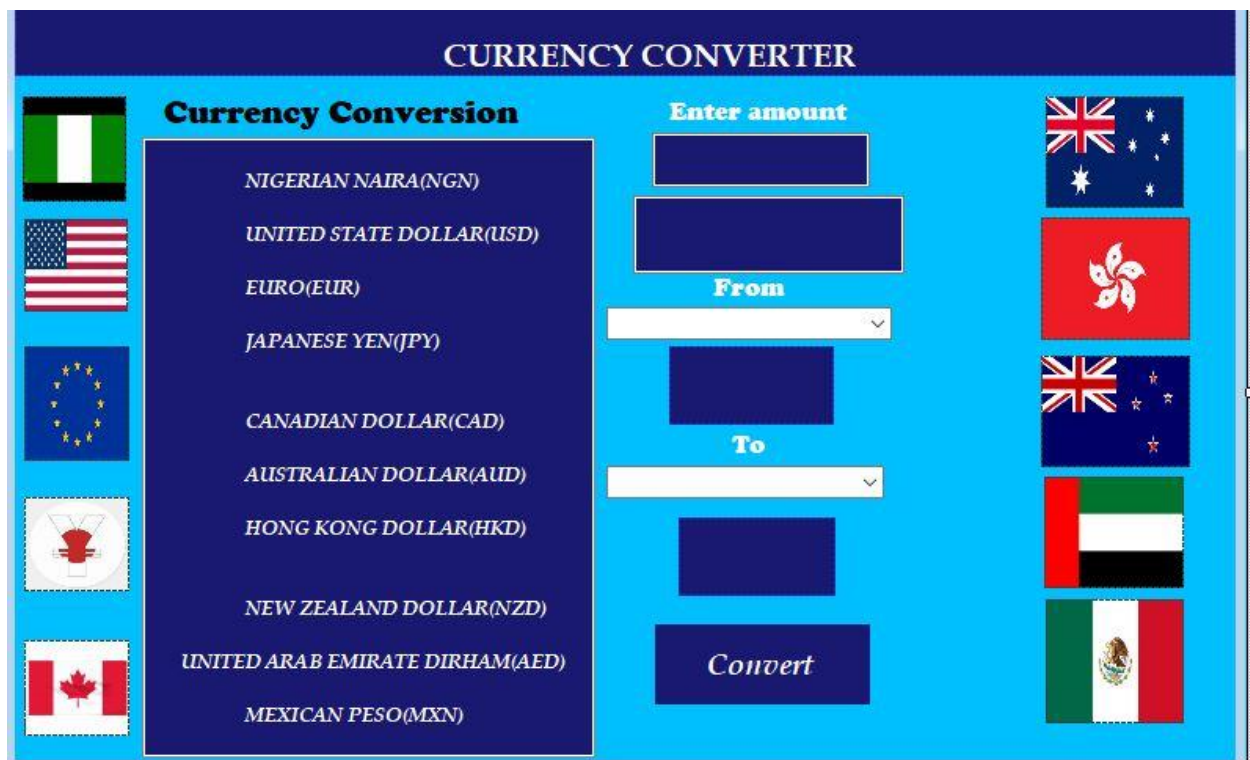 CURRENCY CONVERTER
Currency Conversion
NIGERIAN NAIRA(NGN)
UNITED STATE DOLLAR(USD)
EURO(EUR)
JAPANESE YEN(JPY)
CANADIAN DOLLAR(CAD)
AUSTRALIAN DOLLAR(AUD)
HONG KONG DOLLAR(HKD)
NEW ZEALAND DOLLAR(NZD)
UNITED ARAB EMIRATE DIRHAM(AED)
MEXICAN PESO(MXN)
Enter amount
From
To
Convert